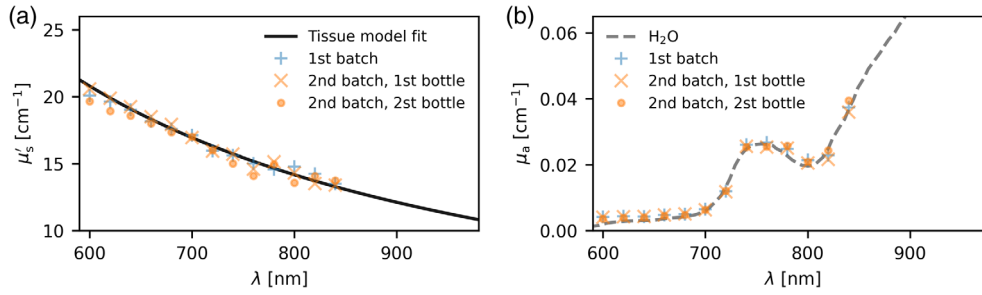 (a)
25
20
15
10
μ′s [cm−1]
Tissue model fit
1st batch
2nd batch, 1st bottle
2nd batch, 2st bottle
600 700 800 900
λ [nm]
(b)
0.06
0.04
0.02
0.00
μa [cm−1]
H2O
1st batch
2nd batch, 1st bottle
2nd batch, 2st bottle
600 700 800 900
λ [nm]